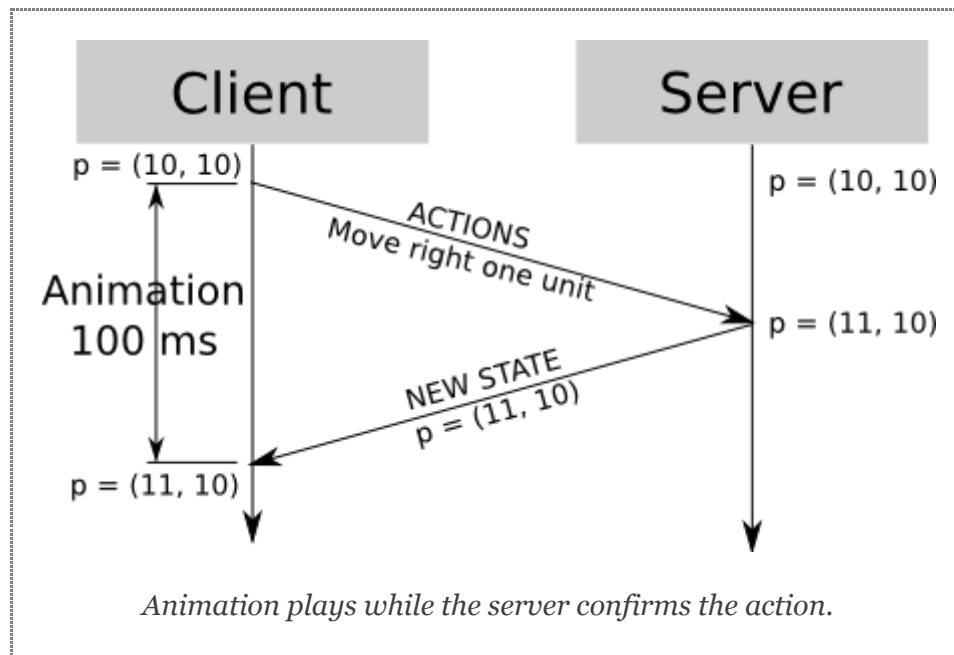 Client
Server
p = (10, 10)
p = (10, 10)
ACTIONS
Move right one unit
Animation
100 ms
p = (11, 10)
NEW STATE
p = (11, 10)
p = (11, 10)
Animation plays while the server confirms the action.